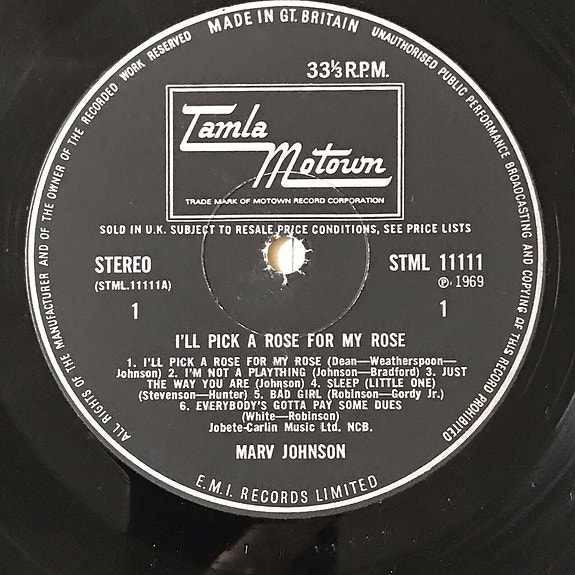 MADE IN GT. BRITAIN
UNAUTHORISED PUBLIC PERFORMANCE BROADCASTING AND COPYING OF THIS RECORD PROHIBITED
ALL RIGHTS OF THE MANUFACTURER AND OF THE OWNER OF THE RECORDED WORK RESERVED
33⅓ R.P.M.
Tamla
Motown
TRADE MARK OF MOTOWN RECORD CORPORATION
SOLD IN U.K. SUBJECT TO RESALE PRICE CONDITIONS, SEE PRICE LISTS
STEREO STML 11111
(STML.11111A) ℗ 1969
1 1
I'LL PICK A ROSE FOR MY ROSE
1. I'LL PICK A ROSE FOR MY ROSE (Dean—Weatherspoon—
Johnson) 2. I'M NOT A PLAYTHING (Johnson—Bradford) 3. JUST
THE WAY YOU ARE (Johnson) 4. SLEEP (LITTLE ONE)
(Stevenson—Hunter) 5. BAD GIRL (Robinson—Gordy Jr.)
6. EVERYBODY'S GOTTA PAY SOME DUES
(White—Robinson)
Jobete-Carlin Music Ltd. NCB.
MARV JOHNSON
E.M.I. RECORDS LIMITED